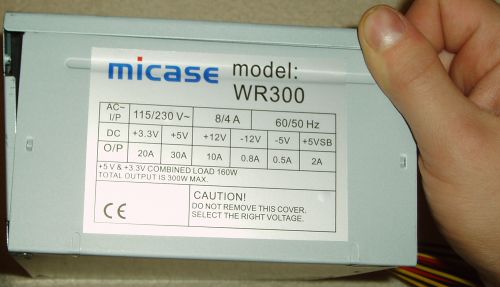 micase model:
WR300
AC~ I/P 115/230 V~ 8/4 A 60/50 Hz
DC +3.3V +5V +12V -12V -5V +5VSB
O/P 20A 30A 10A 0.8A 0.5A 2A
+5 V & +3.3V COMBINED LOAD 160W
TOTAL OUTPUT IS 300W MAX.
CAUTION!
DO NOT REMOVE THIS COVER.
SELECT THE RIGHT VOLTAGE.
CE